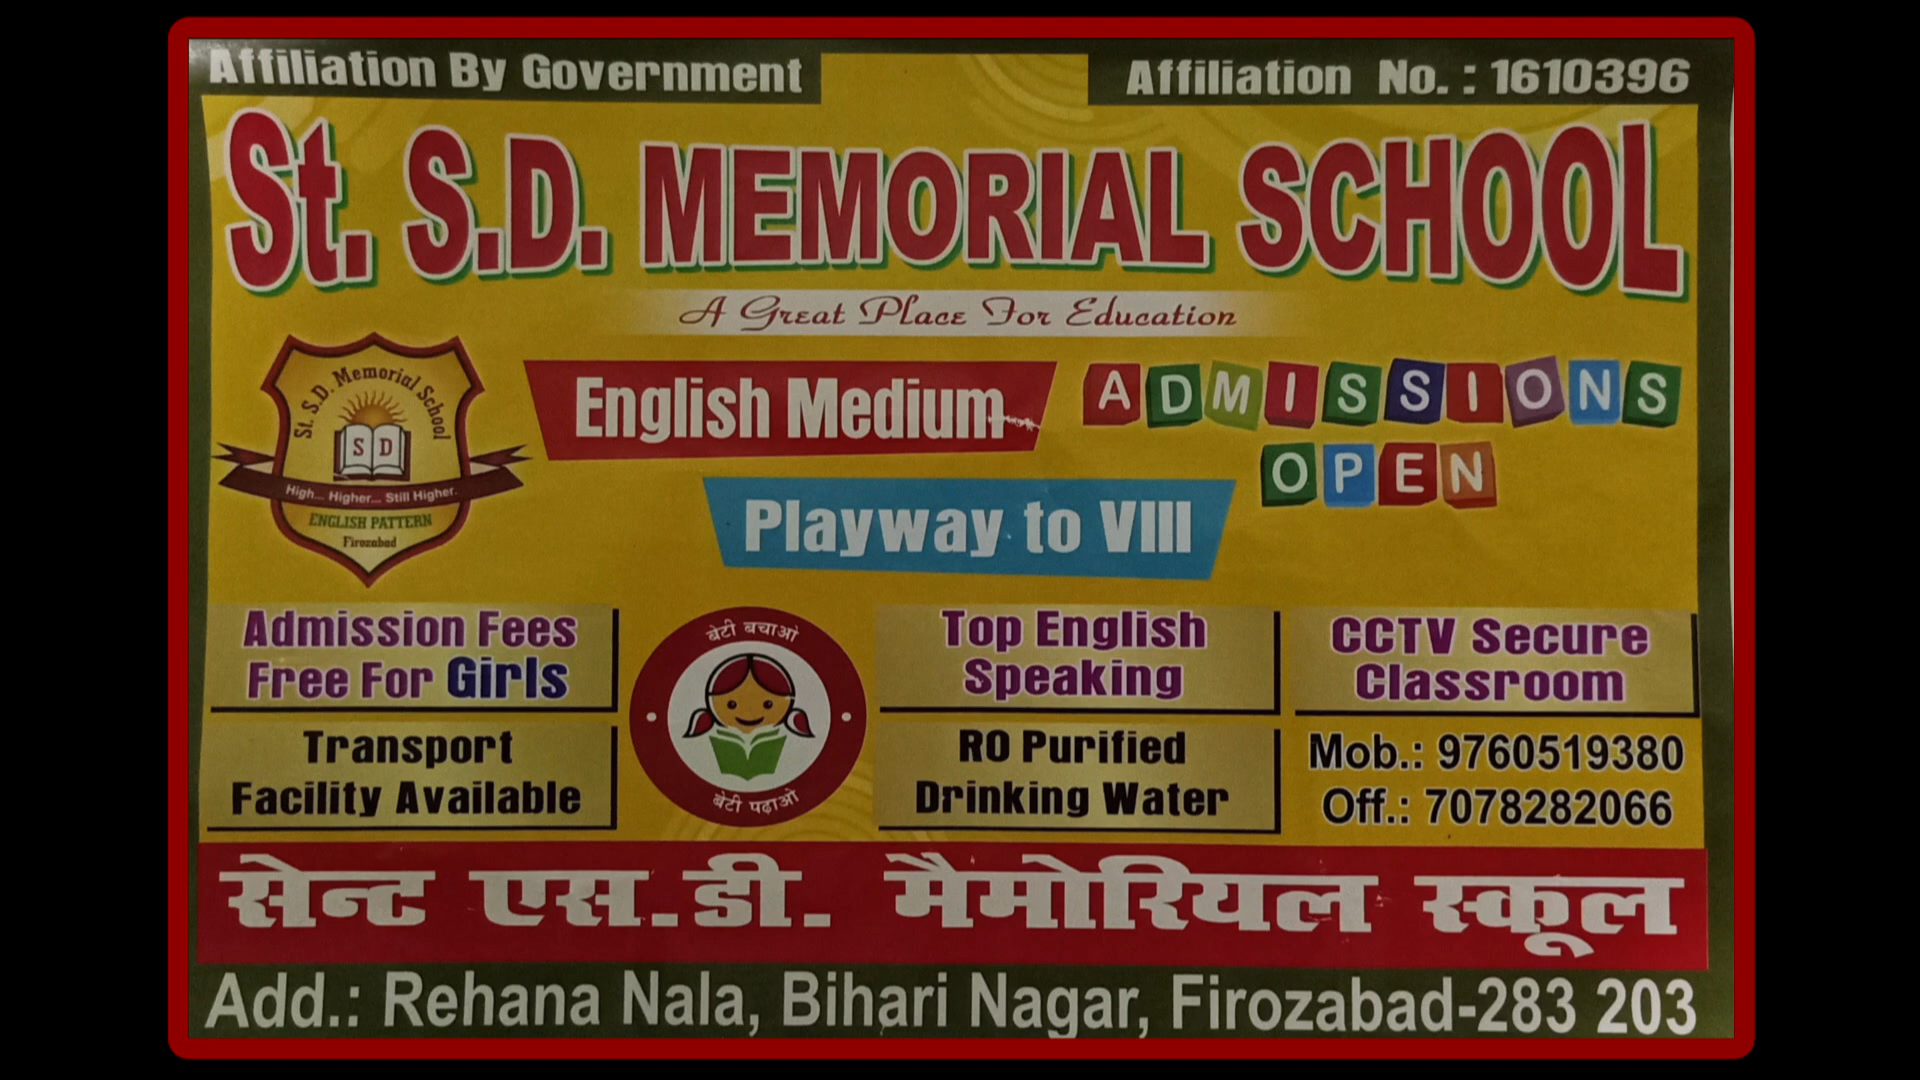 Affiliation By Government
Affiliation No. : 1610396
St. S.D. MEMORIAL SCHOOL
A Great Place For Education
St. S.D. Memorial School
S D
High... Higher... Still Higher.
ENGLISH PATTERN
Firozabad
English Medium
ADMISSIONS
OPEN
Playway to VIII
Admission Fees
Free For Girls
Transport
Facility Available
बेटी बचाओ
बेटी पढ़ाओ
Top English
Speaking
RO Purified
Drinking Water
CCTV Secure
Classroom
Mob.: 9760519380
Off.: 7078282066
सेन्ट एस.डी. मैमोरियल स्कूल
Add.: Rehana Nala, Bihari Nagar, Firozabad-283 203